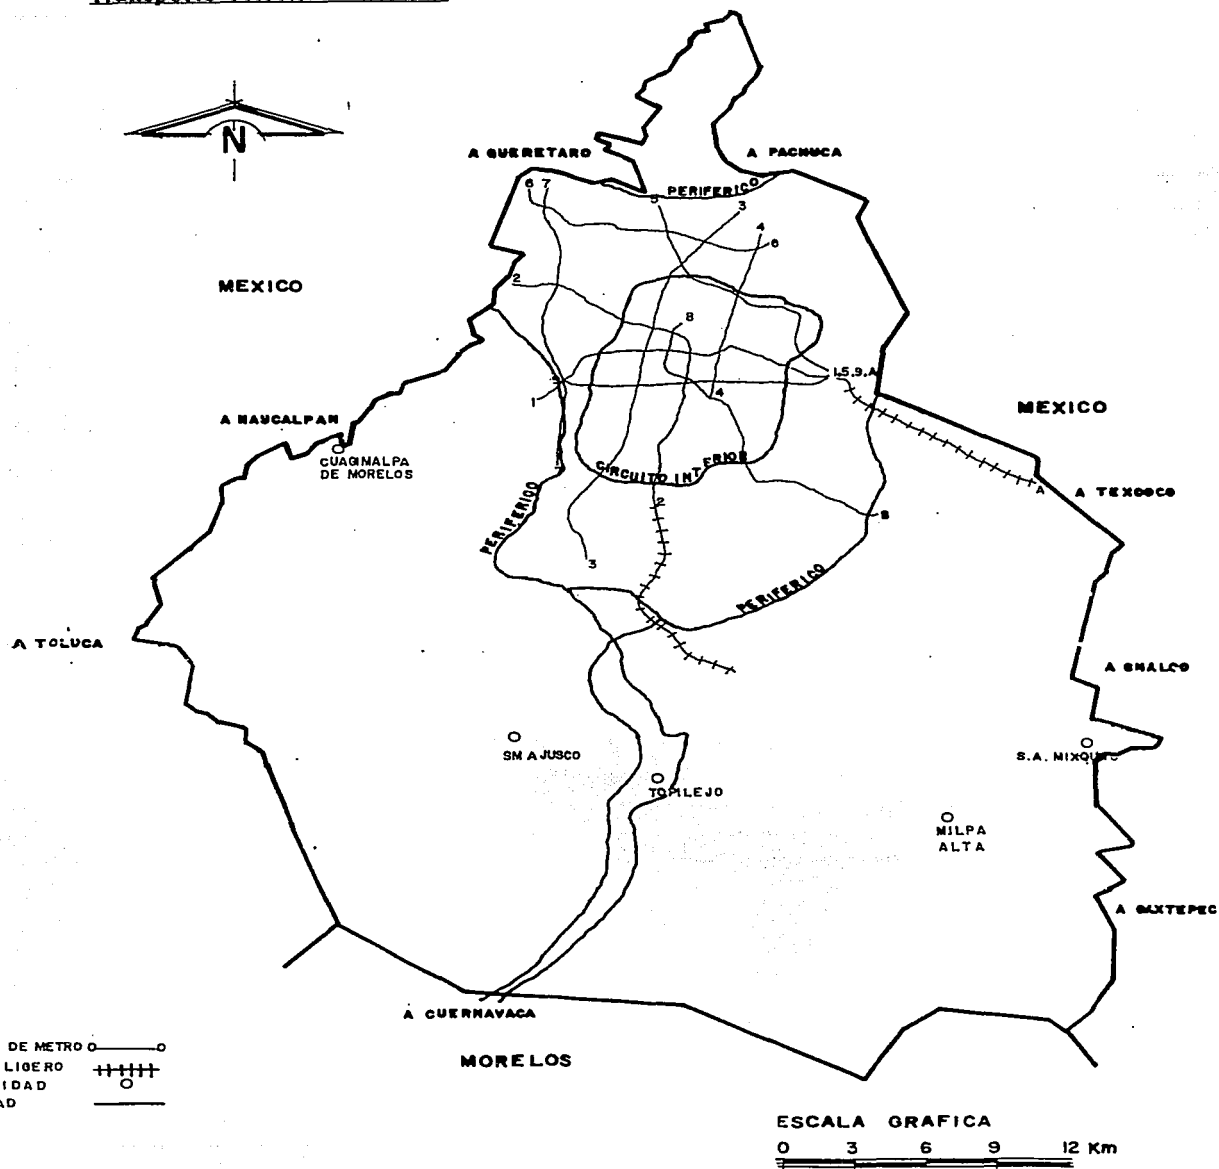 N
A QUERETARO
A PACHUCA
PERIFERICO
6 7
5
3
4
6
MEXICO
2
8
1,5,9,A
1
4
MEXICO
A NAUCALPAN
CUAGINALPA
DE MORELOS
CIRCUITO INTERIOR
A
A TEXCOCO
2
8
PERIFERICO
3
PERIFERICO
A TOLUCA
A CHALCO
SM AJUSCO
S.A. MIXQUIC
TOPILEJO
MILPA
ALTA
A OAXTEPEC
A CUERNAVACA
DE METRO
MORELOS
LIGERO
IDAD
AD
ESCALA GRAFICA
0 3 6 9 12 Km